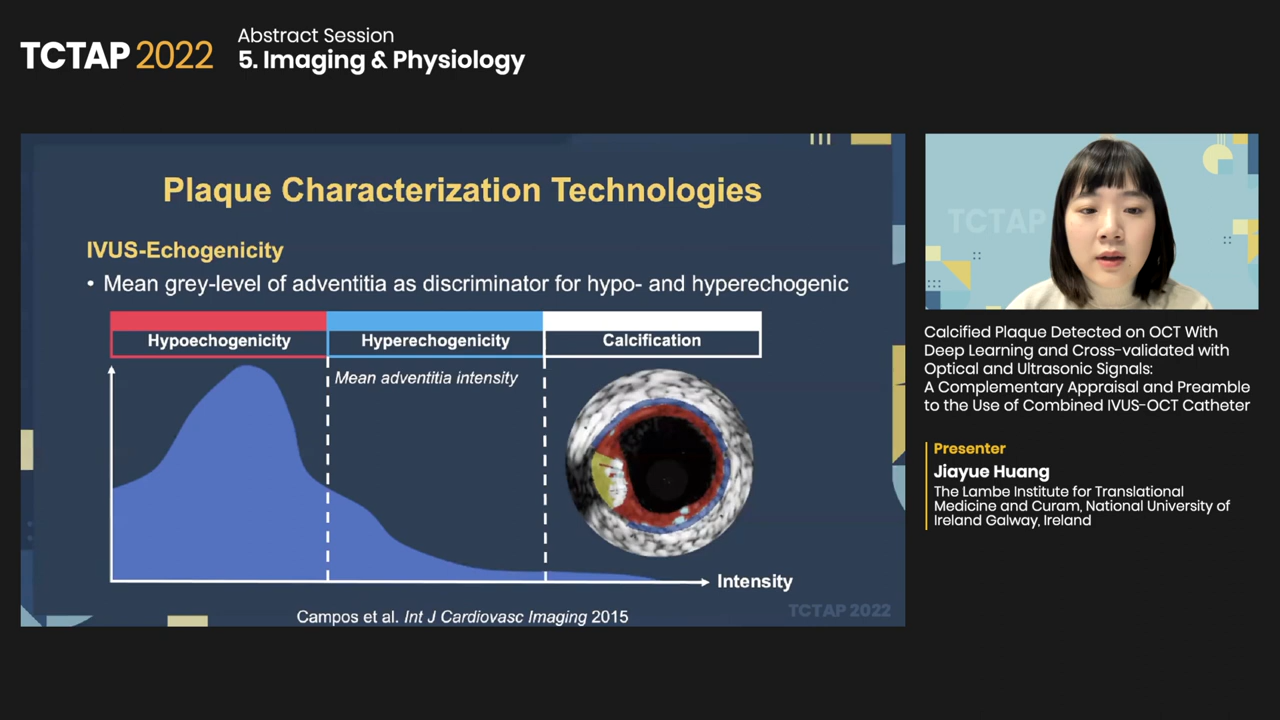 TCTAP 2022
Abstract Session
5. Imaging & Physiology
Plaque Characterization Technologies
IVUS-Echogenicity
• Mean grey-level of adventitia as discriminator for hypo- and hyperechogenic
Hypoechogenicity
Hyperechogenicity
Calcification
Mean adventitia intensity
Intensity
Campos et al. Int J Cardiovasc Imaging 2015
TCTAP 2022
TCTAP
Calcified Plaque Detected on OCT With
Deep Learning and Cross-validated with
Optical and Ultrasonic Signals:
A Complementary Appraisal and Preamble
to the Use of Combined IVUS-OCT Catheter
Presenter
Jiayue Huang
The Lambe Institute for Translational
Medicine and Curam, National University of
Ireland Galway, Ireland